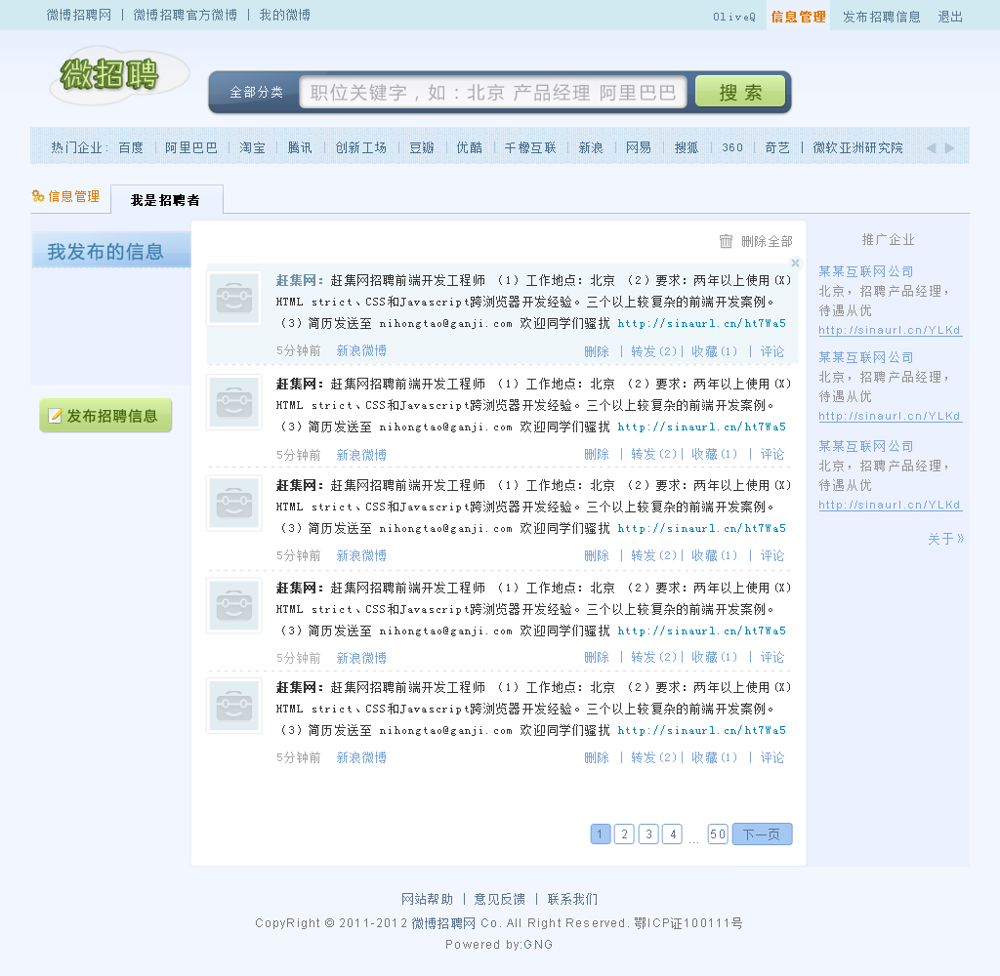 微博招聘网 | 微博招聘官方微博 | 我的微博
OliveQ 信息管理 发布招聘信息 退出
微招聘
全部分类 职位关键字，如：北京 产品经理 阿里巴巴 搜 索
热门企业: 百度 | 阿里巴巴 | 淘宝 | 腾讯 | 创新工场 | 豆瓣 | 优酷 | 千橡互联 | 新浪 | 网易 | 搜狐 | 360 | 奇艺 | 微软亚洲研究院
信息管理 我是招聘者
我发布的信息
发布招聘信息
删除全部
赶集网：赶集网招聘前端开发工程师 （1）工作地点：北京 （2）要求：两年以上使用(X)
HTML strict、CSS和Javascript跨浏览器开发经验。三个以上较复杂的前端开发案例。
（3）简历发送至 nihongtao@ganji.com 欢迎同学们骚扰 http://sinaurl.cn/ht7Wa5
5分钟前 新浪微博 删除 | 转发(2)| 收藏(1) | 评论
赶集网：赶集网招聘前端开发工程师 （1）工作地点：北京 （2）要求：两年以上使用(X)
HTML strict、CSS和Javascript跨浏览器开发经验。三个以上较复杂的前端开发案例。
（3）简历发送至 nihongtao@ganji.com 欢迎同学们骚扰 http://sinaurl.cn/ht7Wa5
5分钟前 新浪微博 删除 | 转发(2)| 收藏(1) | 评论
赶集网：赶集网招聘前端开发工程师 （1）工作地点：北京 （2）要求：两年以上使用(X)
HTML strict、CSS和Javascript跨浏览器开发经验。三个以上较复杂的前端开发案例。
（3）简历发送至 nihongtao@ganji.com 欢迎同学们骚扰 http://sinaurl.cn/ht7Wa5
5分钟前 新浪微博 删除 | 转发(2)| 收藏(1) | 评论
赶集网：赶集网招聘前端开发工程师 （1）工作地点：北京 （2）要求：两年以上使用(X)
HTML strict、CSS和Javascript跨浏览器开发经验。三个以上较复杂的前端开发案例。
（3）简历发送至 nihongtao@ganji.com 欢迎同学们骚扰 http://sinaurl.cn/ht7Wa5
5分钟前 新浪微博 删除 | 转发(2)| 收藏(1) | 评论
赶集网：赶集网招聘前端开发工程师 （1）工作地点：北京 （2）要求：两年以上使用(X)
HTML strict、CSS和Javascript跨浏览器开发经验。三个以上较复杂的前端开发案例。
（3）简历发送至 nihongtao@ganji.com 欢迎同学们骚扰 http://sinaurl.cn/ht7Wa5
5分钟前 新浪微博 删除 | 转发(2)| 收藏(1) | 评论
1 2 3 4 ... 50 下一页
推广企业
某某互联网公司
北京，招聘产品经理，
待遇从优
http://sinaurl.cn/YLKd
某某互联网公司
北京，招聘产品经理，
待遇从优
http://sinaurl.cn/YLKd
某某互联网公司
北京，招聘产品经理，
待遇从优
http://sinaurl.cn/YLKd
关于»
网站帮助 | 意见反馈 | 联系我们
CopyRight © 2011-2012 微博招聘网 Co. All Right Reserved. 鄂ICP证100111号
Powered by:GNG